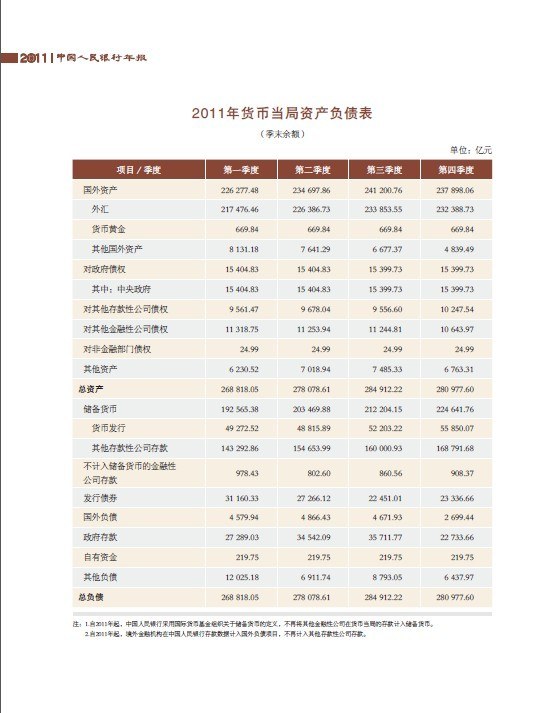 2011 | 中国人民银行年报
2011年货币当局资产负债表
（季末余额）
单位：亿元
项目 / 季度 第一季度 第二季度 第三季度 第四季度
国外资产 226 277.48 234 697.86 241 200.76 237 898.06
外汇 217 476.46 226 386.73 233 853.55 232 388.73
货币黄金 669.84 669.84 669.84 669.84
其他国外资产 8 131.18 7 641.29 6 677.37 4 839.49
对政府债权 15 404.83 15 404.83 15 399.73 15 399.73
其中：中央政府 15 404.83 15 404.83 15 399.73 15 399.73
对其他存款性公司债权 9 561.47 9 678.04 9 556.60 10 247.54
对其他金融性公司债权 11 318.75 11 253.94 11 244.81 10 643.97
对非金融部门债权 24.99 24.99 24.99 24.99
其他资产 6 230.52 7 018.94 7 485.33 6 763.31
总资产 268 818.05 278 078.61 284 912.22 280 977.60
储备货币 192 565.38 203 469.88 212 204.15 224 641.76
货币发行 49 272.52 48 815.89 52 203.22 55 850.07
其他存款性公司存款 143 292.86 154 653.99 160 000.93 168 791.68
不计入储备货币的金融性
公司存款 978.43 802.60 860.56 908.37
发行债券 31 160.33 27 266.12 22 451.01 23 336.66
国外负债 4 579.94 4 866.43 4 671.93 2 699.44
政府存款 27 289.03 34 542.09 35 711.77 22 733.66
自有资金 219.75 219.75 219.75 219.75
其他负债 12 025.18 6 911.74 8 793.05 6 437.97
总负债 268 818.05 278 078.61 284 912.22 280 977.60
注：1.自2011年起，中国人民银行采用国际货币基金组织关于储备货币的定义，不再将其他金融性公司在货币当局的存款计入储备货币。
2.自2011年起，境外金融机构在中国人民银行存款数据计入国外负债项目，不再计入其他存款性公司存款。